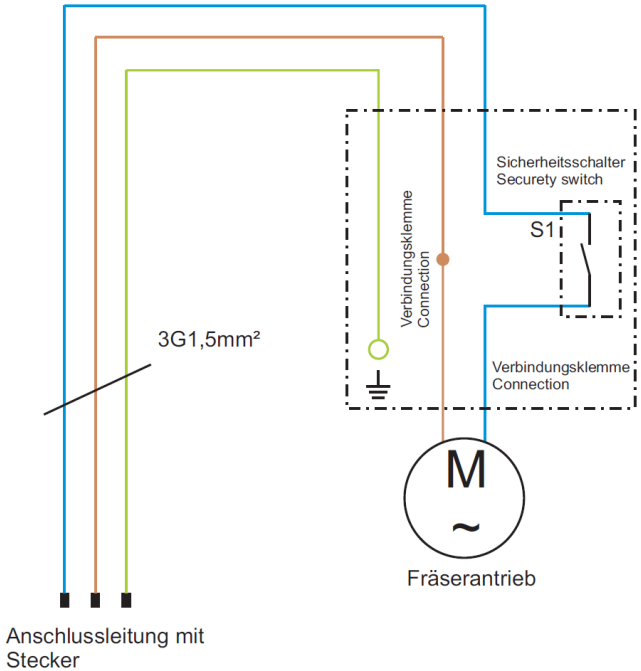 Sicherheitsschalter
Securety switch
S1
Verbindungsklemme
Connection
3G1,5mm²
Verbindungsklemme
Connection
M
~
Fräserantrieb
Anschlussleitung mit
Stecker